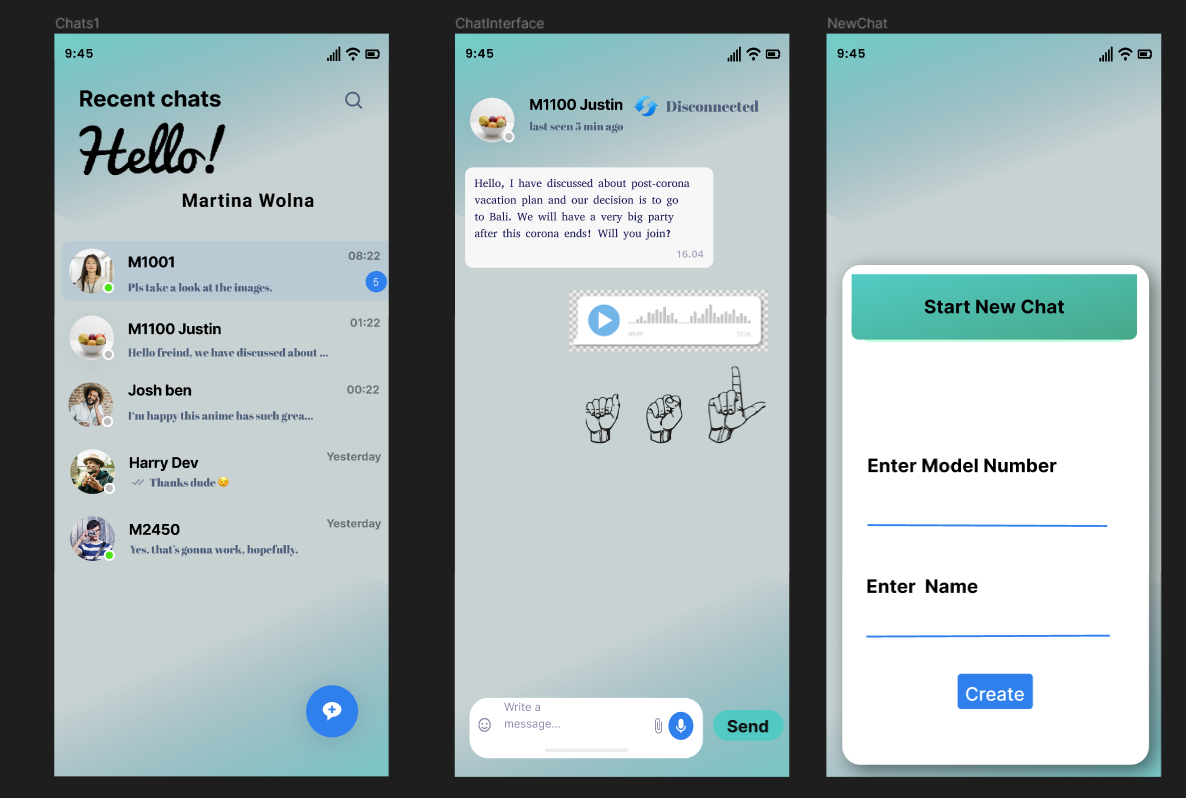 Chats1
9:45
Recent chats
Hello!
Martina Wolna
M1001
08:22
Pls take a look at the images.
5
M1100 Justin
01:22
Hello freind, we have discussed about ...
Josh ben
00:22
I'm happy this anime has such grea...
Harry Dev
Yesterday
Thanks dude 😉
M2450
Yesterday
Yes, that's gonna work, hopefully.
ChatInterface
9:45
M1100 Justin
Disconnected
last seen 5 min ago
Hello, I have discussed about post-corona
vacation plan and our decision is to go
to Bali. We will have a very big party
after this corona ends! Will you join?
16.04
Write a
message...
Send
NewChat
9:45
Start New Chat
Enter Model Number
Enter Name
Create